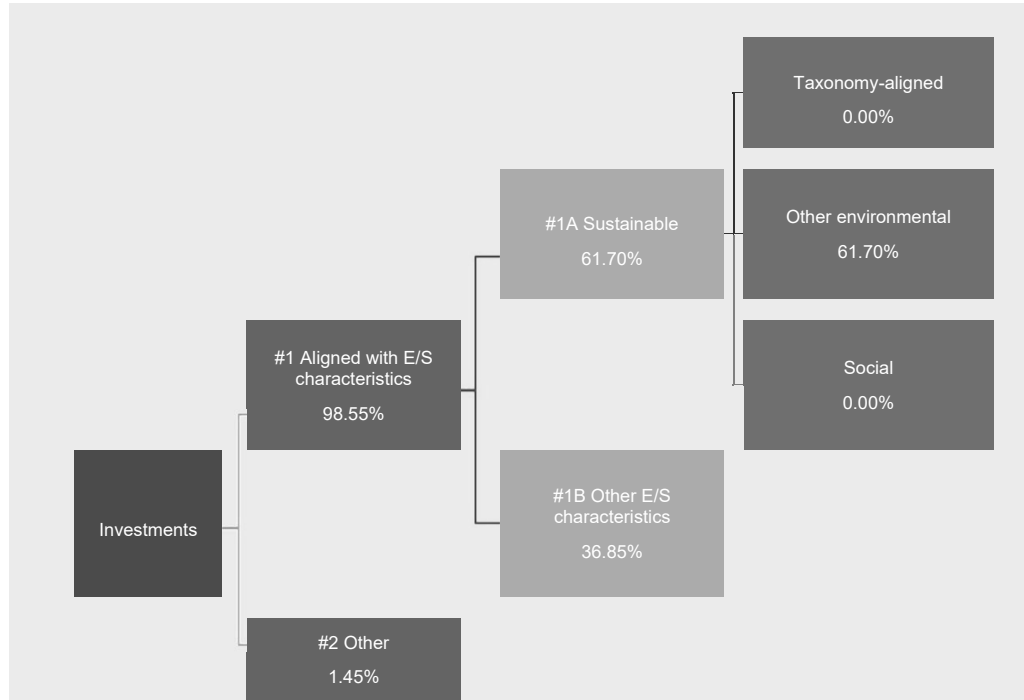 Taxonomy-aligned
0.00%
#1A Sustainable
61.70%
Other environmental
61.70%
#1 Aligned with E/S
characteristics
98.55%
Social
0.00%
Investments
#1B Other E/S
characteristics
36.85%
#2 Other
1.45%